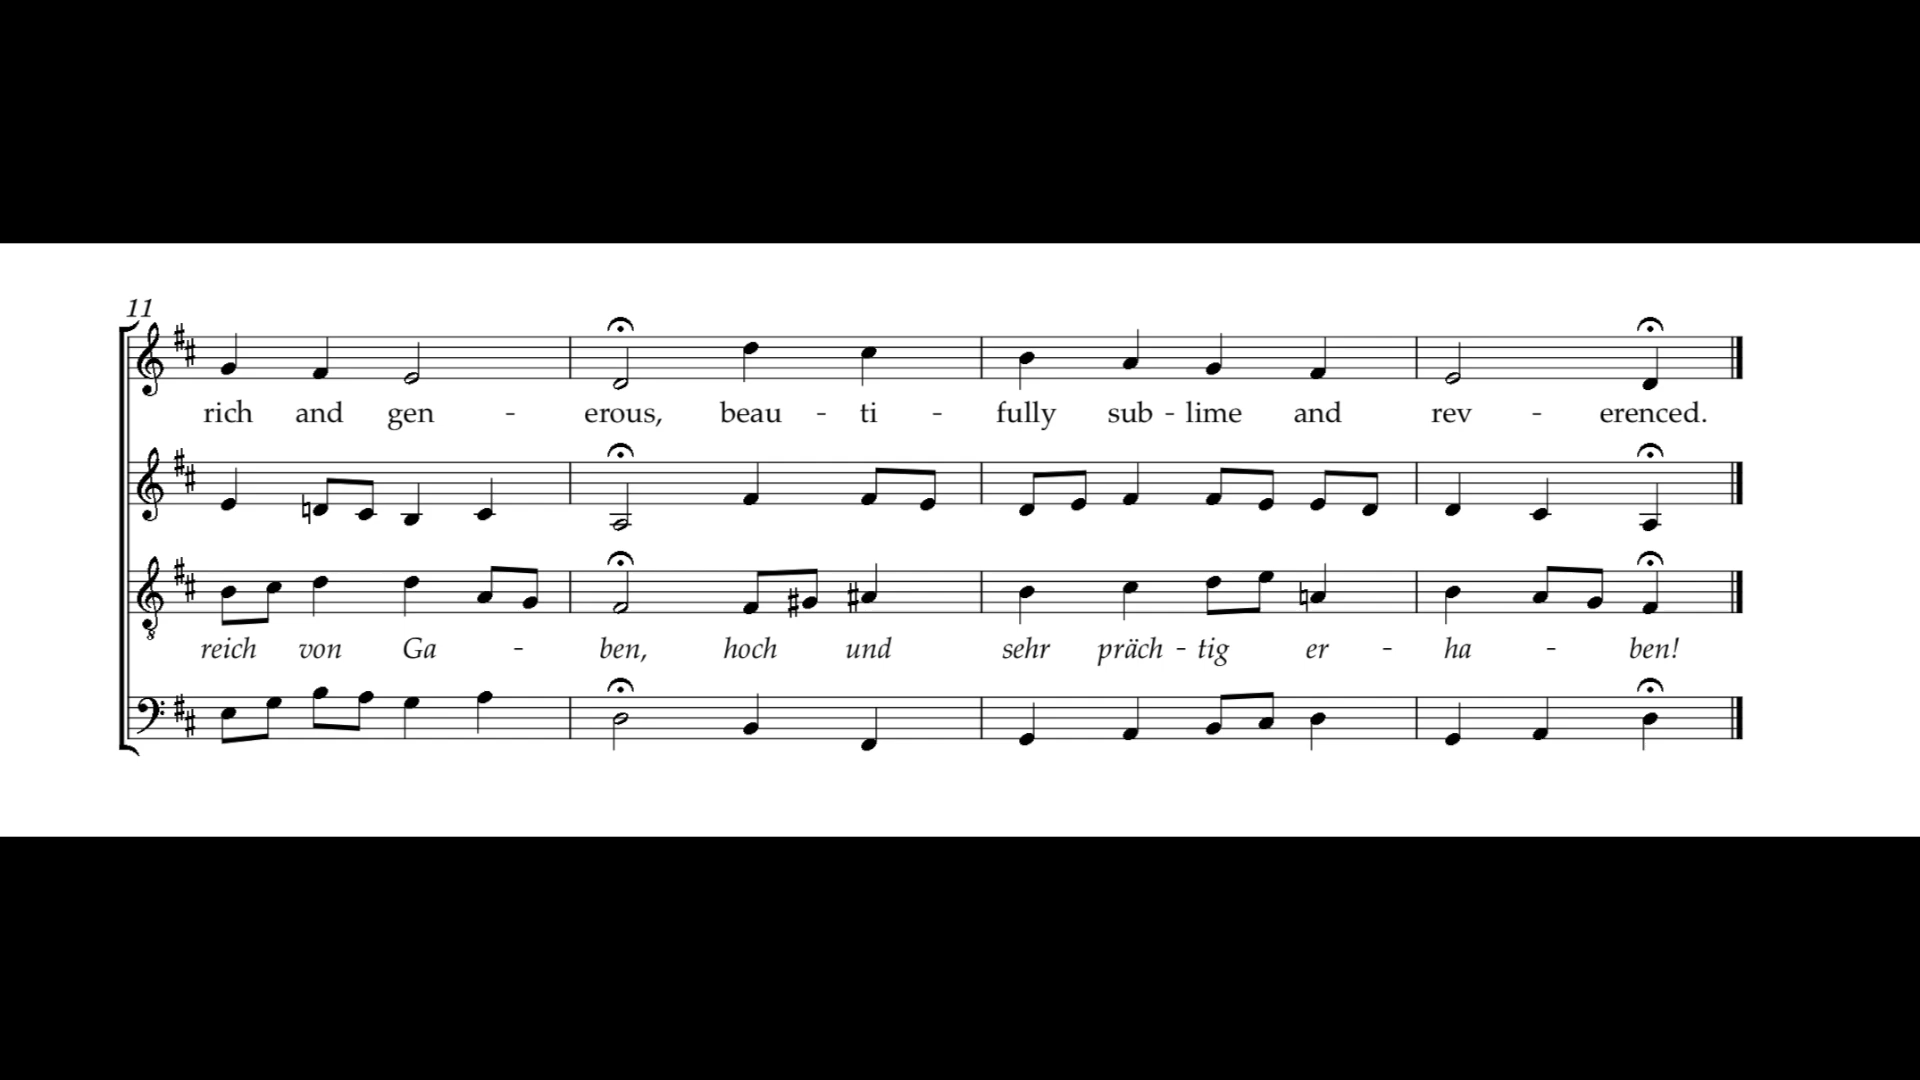 11
rich and gen - erous, beau - ti - fully sub - lime and rev - erenced.
reich von Ga - ben, hoch und sehr präch - tig er - ha - ben!